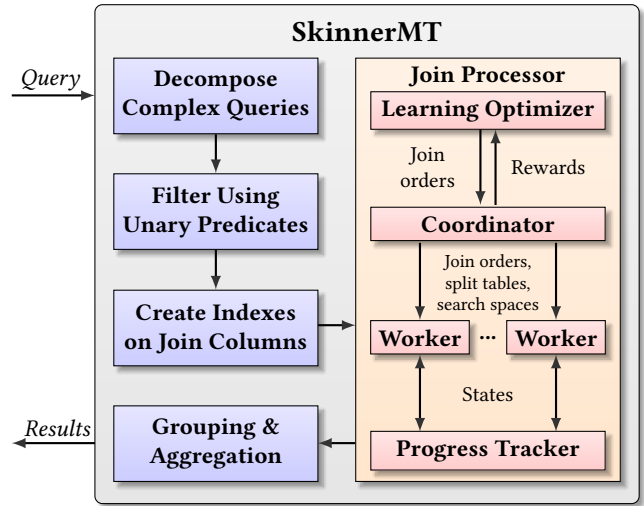 SkinnerMT
Query
Decompose
Complex Queries
Filter Using
Unary Predicates
Create Indexes
on Join Columns
Grouping &
Aggregation
Results
Join Processor
Learning Optimizer
Join
orders
Rewards
Coordinator
Join orders,
split tables,
search spaces
Worker ... Worker
States
Progress Tracker